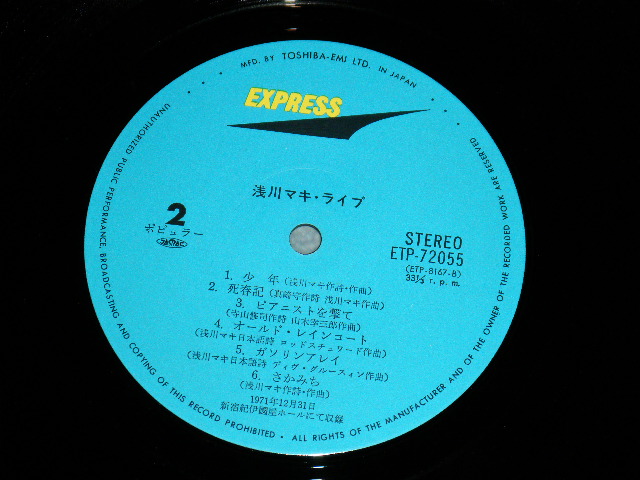 MFD. BY TOSHIBA-EMI LTD. IN JAPAN
EXPRESS
浅川マキ・ライブ
2
ポピュラー
STEREO
ETP-72055
(ETP-8167-B)
33 1/3 r.p.m.
1. 少年 (浅川マキ作詩・作曲)
2. 死春記 (真崎守作詩 浅川マキ作曲)
3. ピアニストを撃て
(寺山修司作詩 山木幸三郎作曲)
4. オールド・レインコート
(浅川マキ日本語詩 ロッドスチュワード作曲)
5. ガソリンアレイ
(浅川マキ日本語詩 ディヴ・グルースィン作曲)
6. さかみち
(浅川マキ作詩・作曲)
1971年12月31日
新宿紀伊國屋ホールにて収録
UNAUTHORIZED PUBLIC PERFORMANCE, BROADCASTING AND COPYING OF THIS RECORD PROHIBITED • ALL RIGHTS OF THE MANUFACTURER AND OF THE OWNER OF THE RECORDED WORK ARE RESERVED